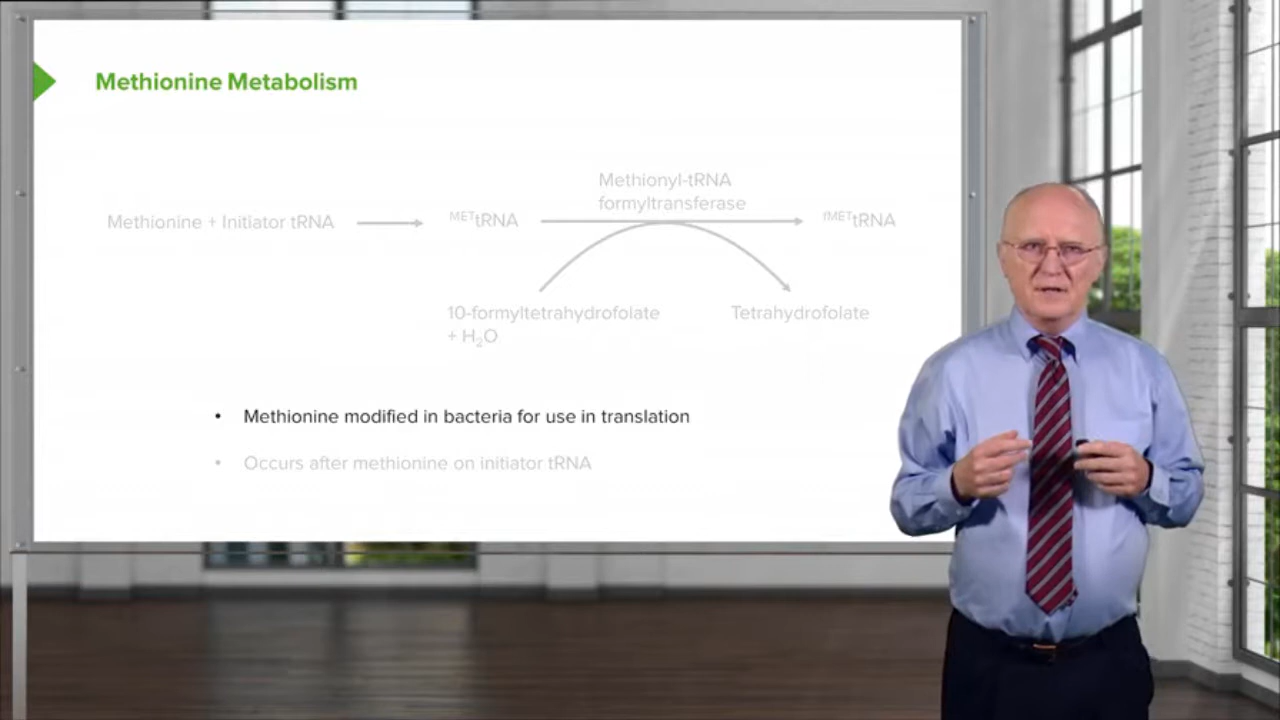 Methionine Metabolism
Methionyl-tRNA
formyltransferase
Methionine + Initiator tRNA
METtRNA
fMETtRNA
10-formyltetrahydrofolate
+ H₂O
Tetrahydrofolate
• Methionine modified in bacteria for use in translation
• Occurs after methionine on initiator tRNA